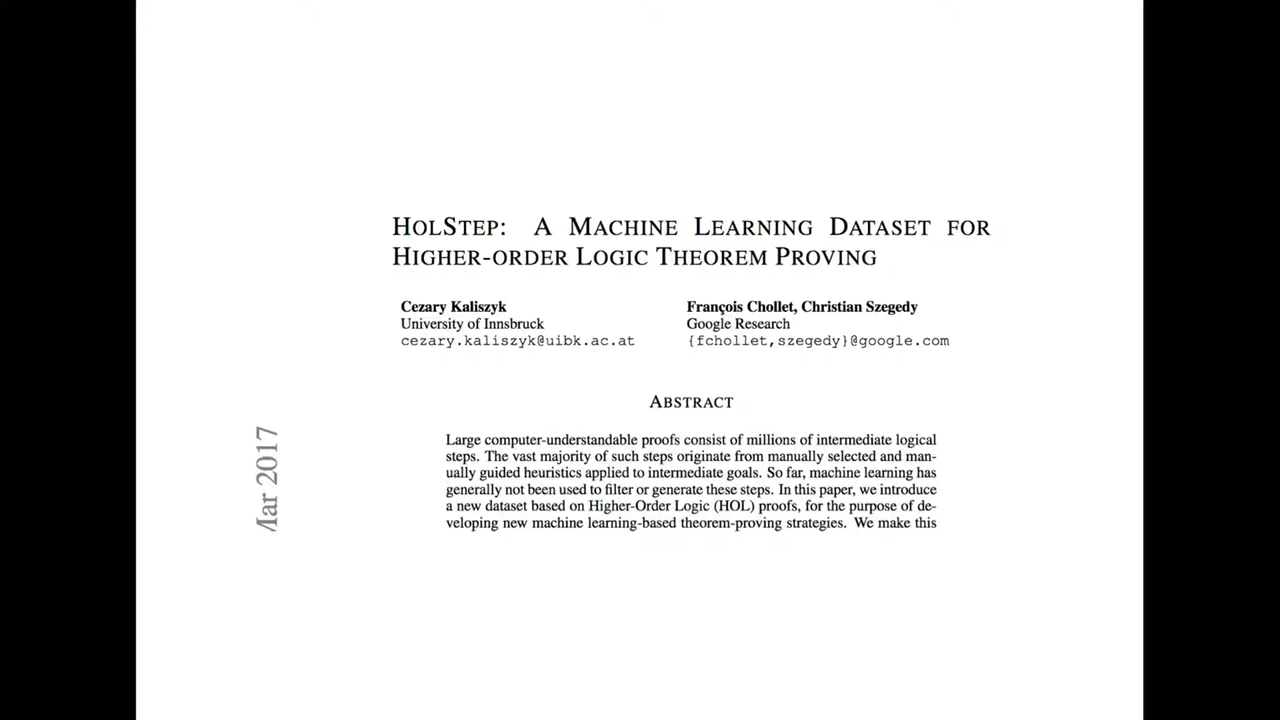 HOLSTEP: A MACHINE LEARNING DATASET FOR
HIGHER-ORDER LOGIC THEOREM PROVING
Cezary Kaliszyk
University of Innsbruck
cezary.kaliszyk@uibk.ac.at
François Chollet, Christian Szegedy
Google Research
{fchollet,szegedy}@google.com
ABSTRACT
Large computer-understandable proofs consist of millions of intermediate logical
steps. The vast majority of such steps originate from manually selected and man-
ually guided heuristics applied to intermediate goals. So far, machine learning has
generally not been used to filter or generate these steps. In this paper, we introduce
a new dataset based on Higher-Order Logic (HOL) proofs, for the purpose of de-
veloping new machine learning-based theorem-proving strategies. We make this
Mar 2017